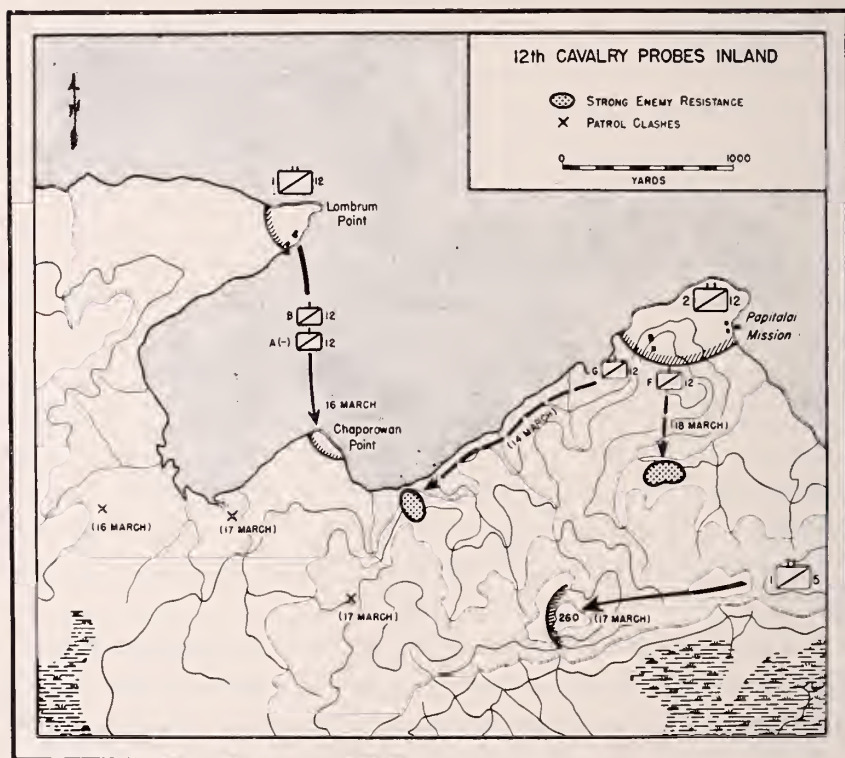 12th CAVALRY PROBES INLAND
STRONG ENEMY RESISTANCE
X PATROL CLASHES
0 1000
YARDS
N
1 12
Lombrum
Point
B 12
A(-) 12
16 MARCH
Chaporowan
Point
2 12
Papitalai
Mission
G 12
F 12
(14 MARCH)
(18 MARCH)
(16 MARCH)
(17 MARCH)
(17 MARCH)
260
(17 MARCH)
1 5